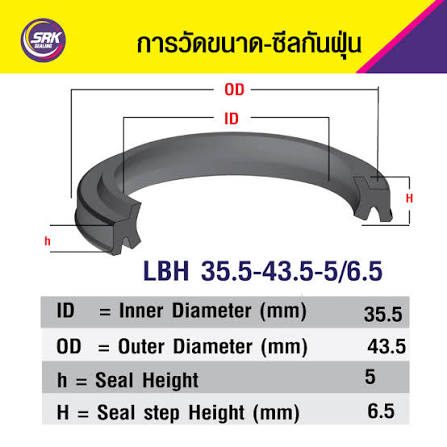 SRK
SEALING
การวัดขนาด-ซีลกันฝุ่น
OD
ID
H
h
LBH 35.5-43.5-5/6.5
ID = Inner Diameter (mm) 35.5
OD = Outer Diameter (mm) 43.5
h = Seal Height 5
H = Seal step Height (mm) 6.5